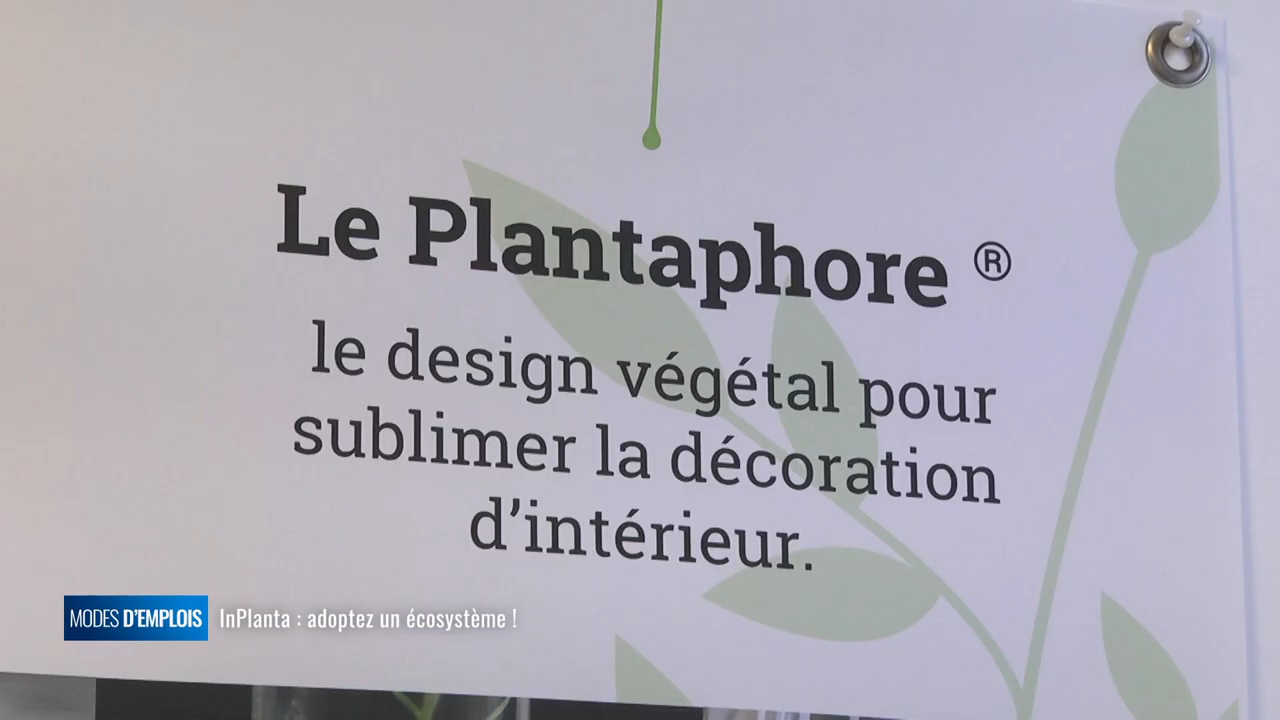 Le Plantaphore ®
le design végétal pour
sublimer la décoration
d’intérieur.
MODES D'EMPLOIS InPlanta : adoptez un écosystème !